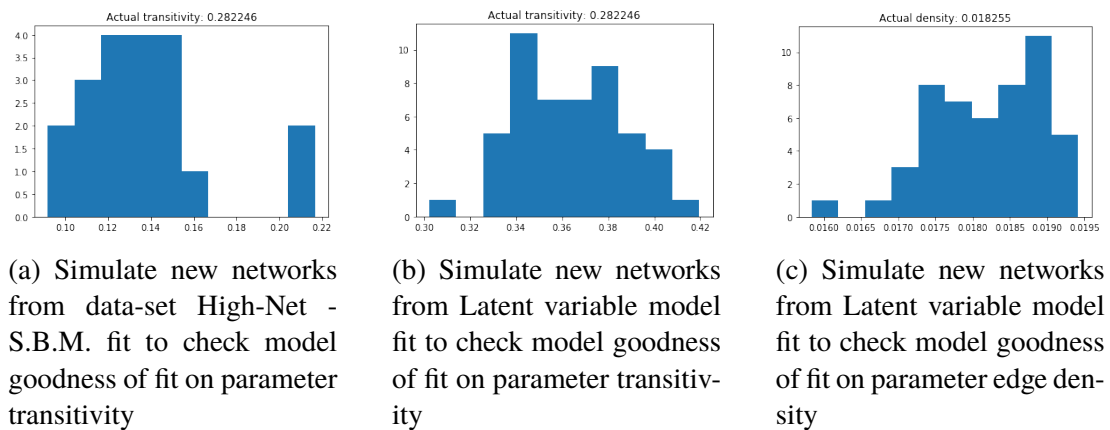 Actual transitivity: 0.282246
4.0
3.5
3.0
2.5
2.0
1.5
1.0
0.5
0.0
0.10 0.12 0.14 0.16 0.18 0.20 0.22
(a) Simulate new networks
from data-set High-Net -
S.B.M. fit to check model
goodness of fit on parameter
transitivity
Actual transitivity: 0.282246
10
8
6
4
2
0
0.30 0.32 0.34 0.36 0.38 0.40 0.42
(b) Simulate new networks
from Latent variable model
fit to check model goodness
of fit on parameter transitiv-
ity
Actual density: 0.018255
10
8
6
4
2
0
0.0160 0.0165 0.0170 0.0175 0.0180 0.0185 0.0190 0.0195
(c) Simulate new networks
from Latent variable model
fit to check model goodness
of fit on parameter edge den-
sity